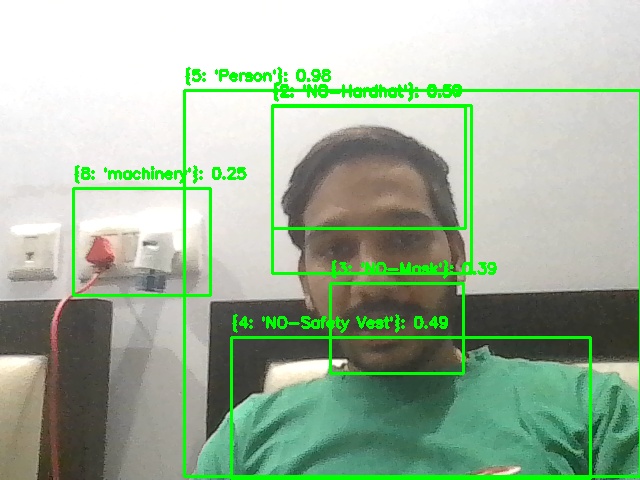 {5: 'Person'}: 0.98
{2: 'NO-Hardhat'}: 0.59
{8: 'machinery'}: 0.25
{3: 'NO-Mask'}: 0.39
{4: 'NO-Safety Vest'}: 0.49